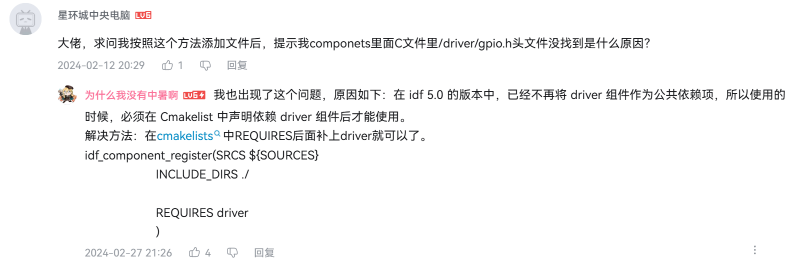 星环城中央电脑 LV6
大佬，求问我按照这个方法添加文件后，提示我componets里面C文件里/driver/gpio.h头文件没找到是什么原因？
2024-02-12 20:29 1 回复
为什么我没有中暑啊 LV6 我也出现了这个问题，原因如下：在 idf 5.0 的版本中，已经不再将 driver 组件作为公共依赖项，所以使用的
时候，必须在 Cmakelist 中声明依赖 driver 组件后才能使用。
解决方法：在cmakelists 中REQUIRES后面补上driver就可以了。
idf_component_register(SRCS ${SOURCES}
INCLUDE_DIRS ./
REQUIRES driver
)
2024-02-27 21:26 4 回复